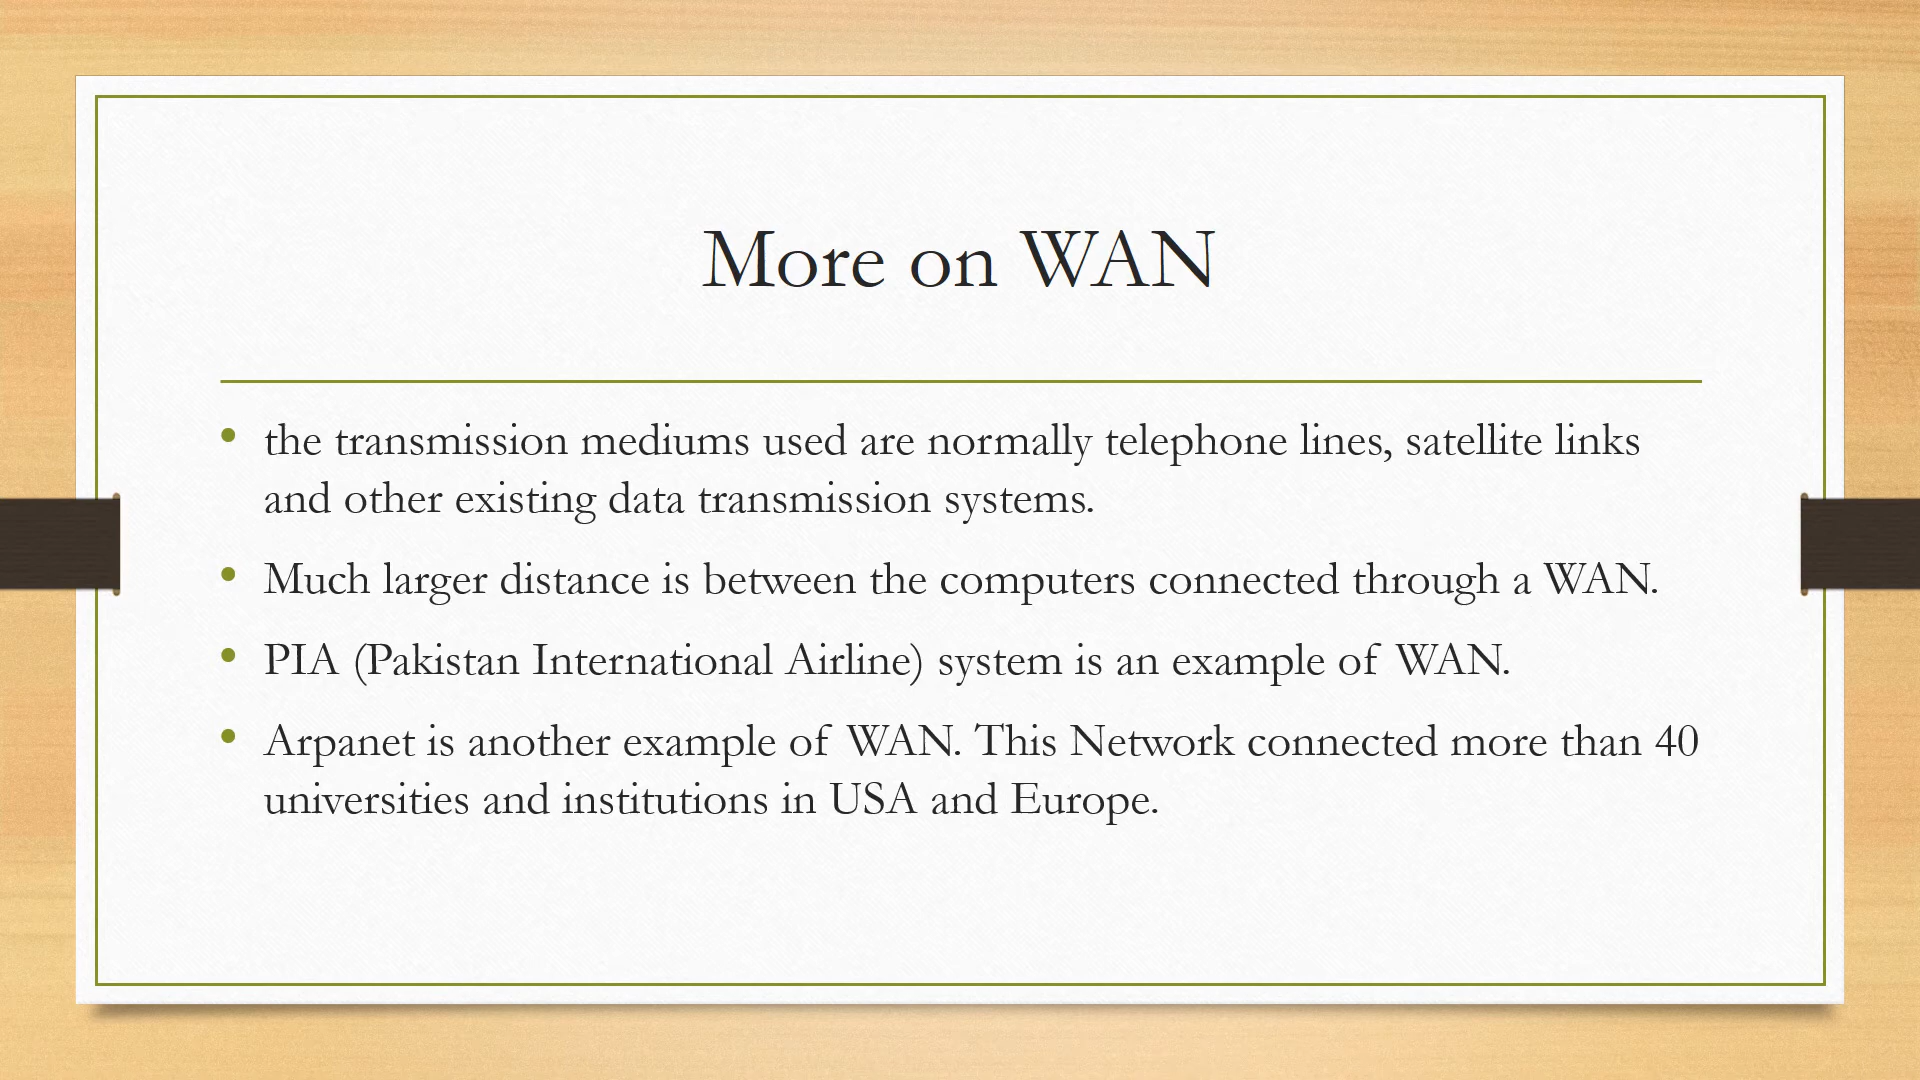 More on WAN
• the transmission mediums used are normally telephone lines, satellite links
and other existing data transmission systems.
• Much larger distance is between the computers connected through a WAN.
• PIA (Pakistan International Airline) system is an example of WAN.
• Arpanet is another example of WAN. This Network connected more than 40
universities and institutions in USA and Europe.